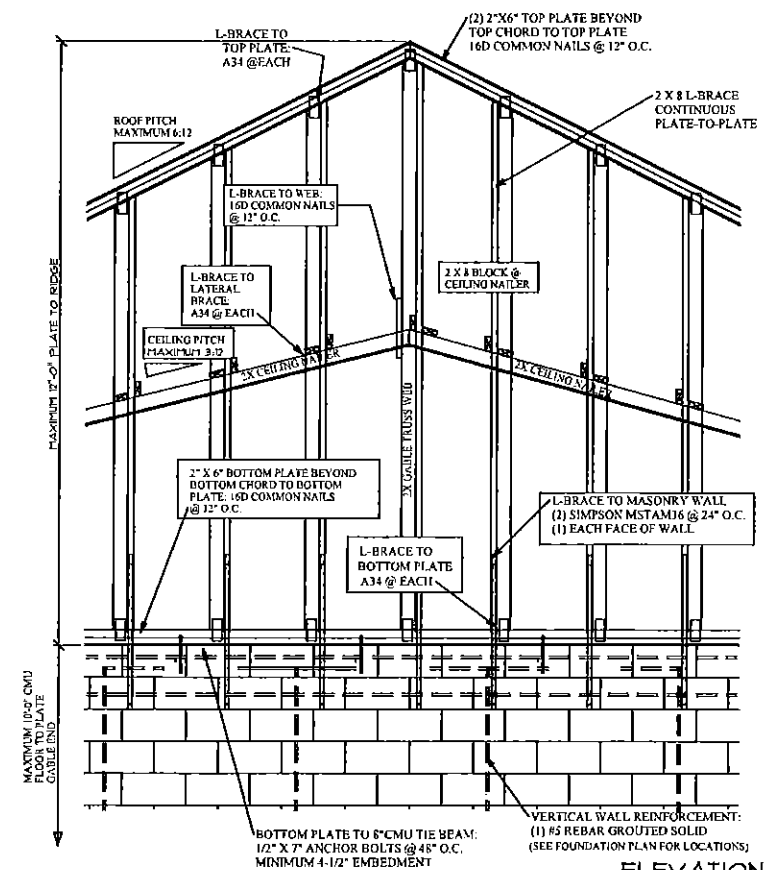 L-BRACE TO
TOP PLATE:
A34 @EACH
(2) 2"X6" TOP PLATE BEYOND
TOP CHORD TO TOP PLATE
16D COMMON NAILS @ 12" O.C.
ROOF PITCH
MAXIMUM 6:12
2 X 8 L-BRACE
CONTINUOUS
PLATE-TO-PLATE
L-BRACE TO WEB:
16D COMMON NAILS
@ 12" O.C.
L-BRACE TO
LATERAL
BRACE:
A34 @ EACH
2 X 8 BLOCK @
CEILING NAILER
CEILING PITCH
MAXIMUM 3:12
2X CEILING NAILER
2X CEILING NAILER
MAXIMUM 12'-0" PLATE TO RIDGE
2X GABLE TRUSS WEB
2" X 6" BOTTOM PLATE BEYOND
BOTTOM CHORD TO BOTTOM
PLATE: 16D COMMON NAILS
@ 12" O.C.
L-BRACE TO MASONRY WALL
(2) SIMPSON MSTAM36 @ 24" O.C.
(1) EACH FACE OF WALL
L-BRACE TO
BOTTOM PLATE
A34 @ EACH
MAXIMUM 10'-0" CMU
FLOOR TO PLATE
GABLE END
BOTTOM PLATE TO 8"CMU TIE BEAM:
1/2" X 7" ANCHOR BOLTS @ 48" O.C.
MINIMUM 4-1/2" EMBEDMENT
VERTICAL WALL REINFORCEMENT:
(1) #5 REBAR GROUTED SOLID
(SEE FOUNDATION PLAN FOR LOCATIONS)
ELEVATION